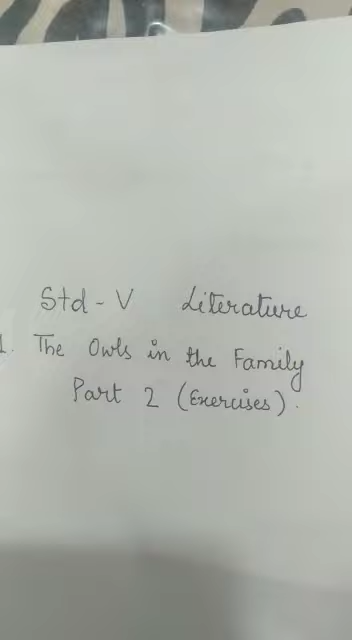 Std - V Literature
1. The Owls in the Family
Part 2 (Exercises).